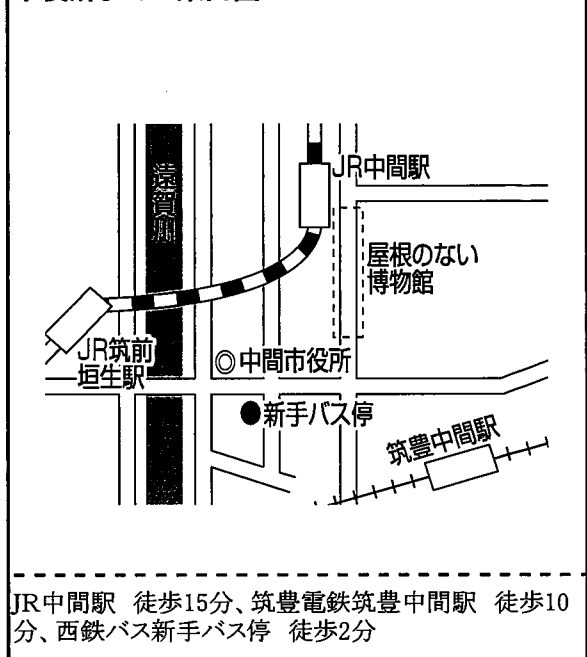 遠賀川
JR中間駅
屋根のない
博物館
JR筑前
垣生駅
◎中間市役所
●新手バス停
筑豊中間駅
JR中間駅 徒歩15分、筑豊電鉄筑豊中間駅 徒歩10
分、西鉄バス新手バス停 徒歩2分